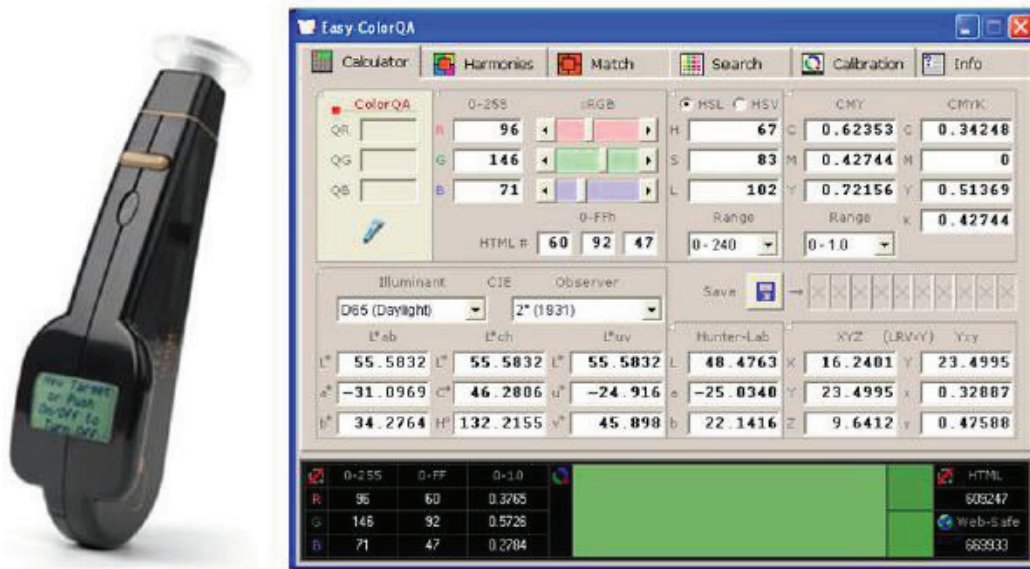 New Target
or Push
On/Off to
Turn Off
Easy ColorQA
Calculator Harmonies Match Search Calibration Info
ColorQA 0-255 sRGB HSL HSV CMY CMYK
QR R 96 H 67 C 0.62353 C 0.34248
QG G 146 S 83 M 0.42744 M 0
QB B 71 L 102 Y 0.72156 Y 0.51369
0-FFh Range Range K 0.42744
HTML # 60 92 47 0-240 0-1.0
Illuminant CIE Observer Save
D65 (Daylight) 2° (1931)
L*ab L*ch L*uv Hunter-Lab XYZ (LRV=Y) Yxy
L* 55.5832 L* 55.5832 L* 55.5832 L 48.4763 X 16.2401 Y 23.4995
a* -31.0969 C* 46.2806 u* -24.916 a -25.0340 Y 23.4995 x 0.32887
b* 34.2764 H° 132.2155 v* 45.898 b 22.1416 Z 9.6412 y 0.47588
0-255 0-FF 0-1.0 HTML
R 96 60 0.3765 609247
G 146 92 0.5726 Web-Safe
B 71 47 0.2784 669933